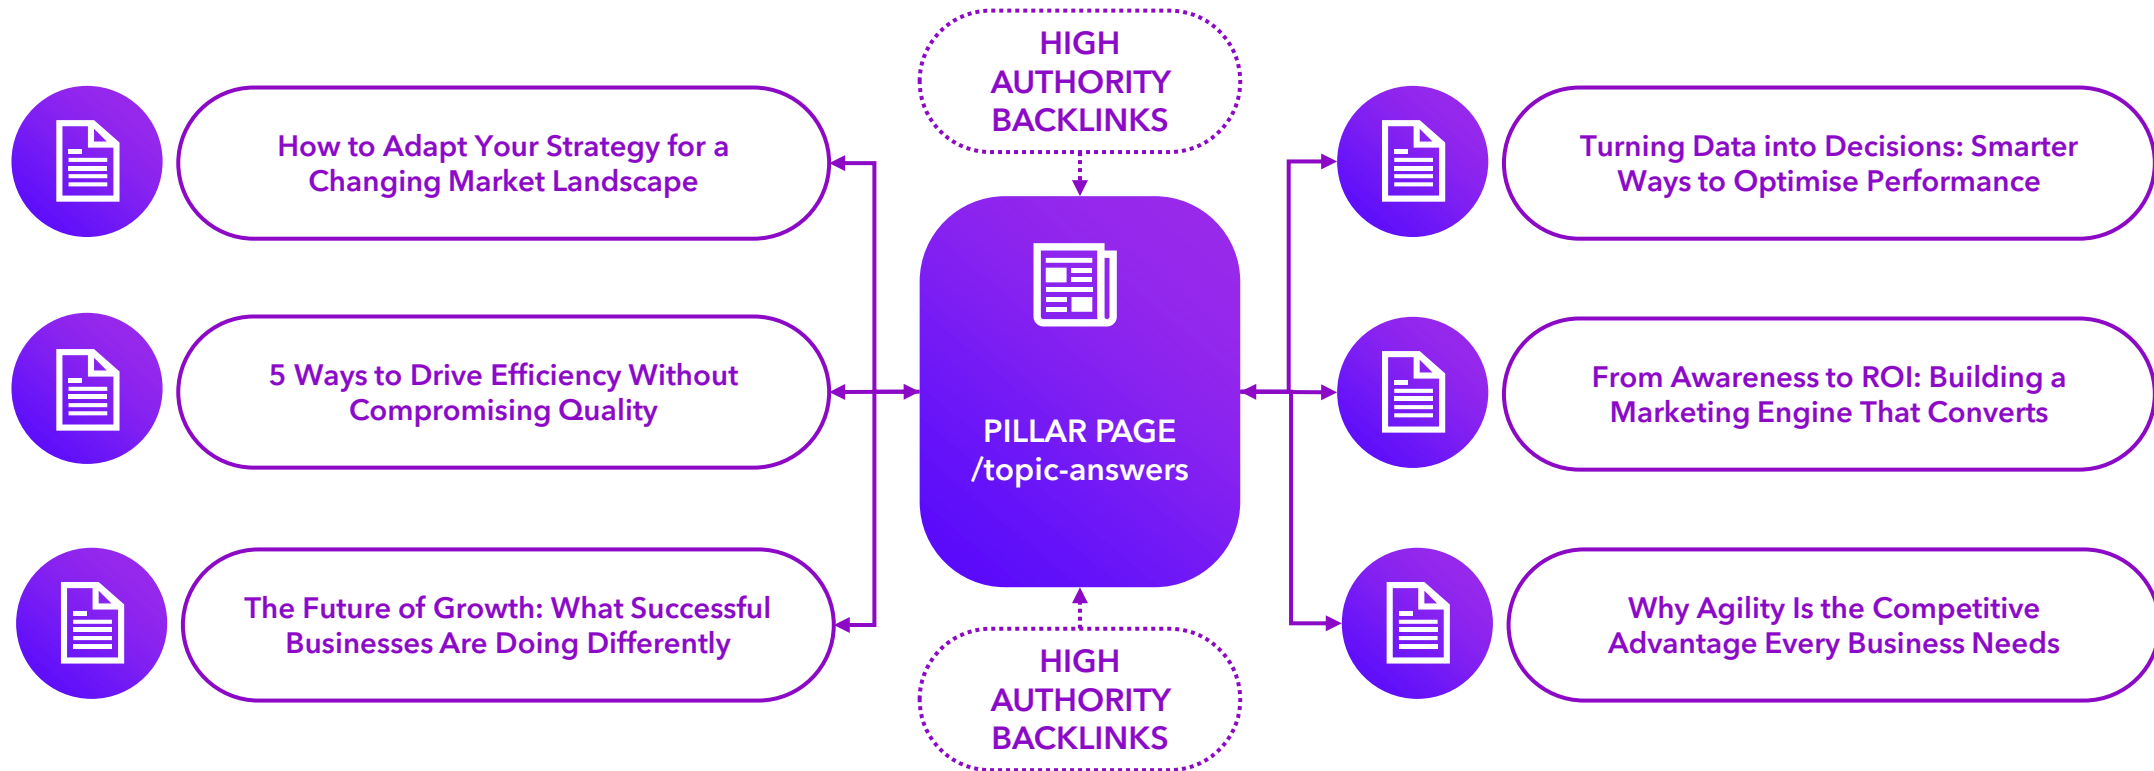 HIGH
AUTHORITY
BACKLINKS
How to Adapt Your Strategy for a
Changing Market Landscape
5 Ways to Drive Efficiency Without
Compromising Quality
The Future of Growth: What Successful
Businesses Are Doing Differently
PILLAR PAGE
/topic-answers
Turning Data into Decisions: Smarter
Ways to Optimise Performance
From Awareness to ROI: Building a
Marketing Engine That Converts
Why Agility Is the Competitive
Advantage Every Business Needs
HIGH
AUTHORITY
BACKLINKS